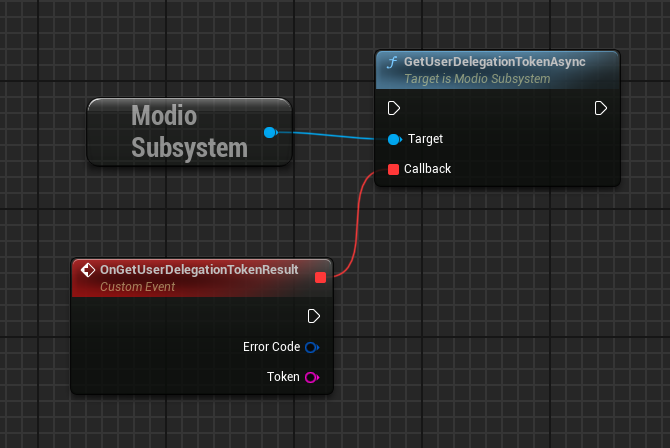 GetUserDelegationTokenAsync
Target is Modio Subsystem
Modio
Subsystem
Target
Callback
OnGetUserDelegationTokenResult
Custom Event
Error Code
Token